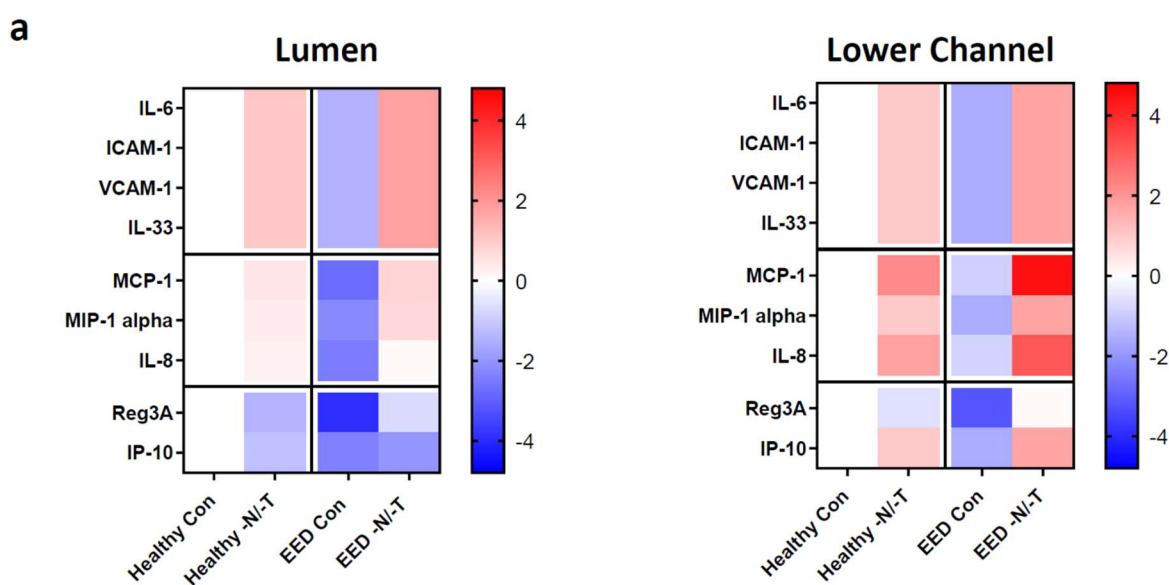 a
Lumen
IL-6
ICAM-1
VCAM-1
IL-33
MCP-1
MIP-1 alpha
IL-8
Reg3A
IP-10
Healthy Con
Healthy -N/-T
EED Con
EED -N/-T
4
2
0
-2
-4
Lower Channel
IL-6
ICAM-1
VCAM-1
IL-33
MCP-1
MIP-1 alpha
IL-8
Reg3A
IP-10
Healthy Con
Healthy -N/-T
EED Con
EED -N/-T
4
2
0
-2
-4